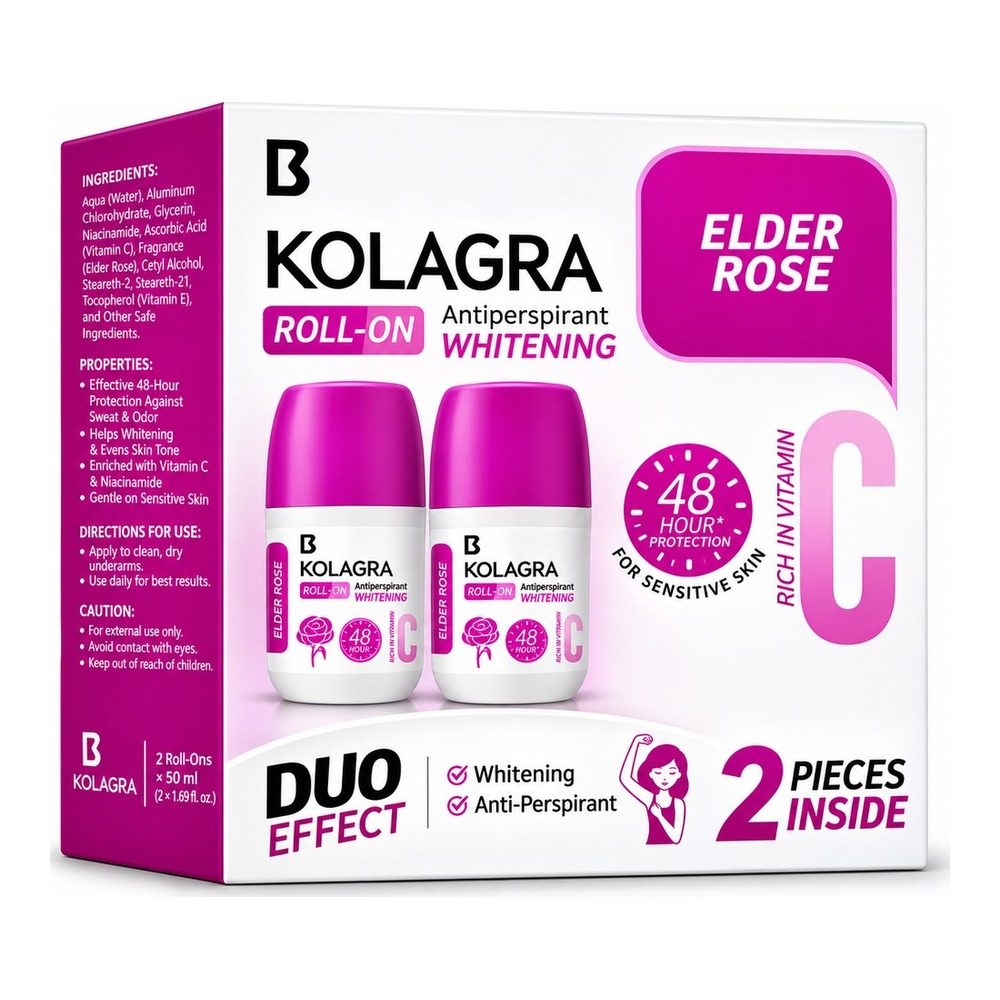 INGREDIENTS:
Aqua (Water), Aluminum
Chlorohydrate, Glycerin,
Niacinamide, Ascorbic Acid
(Vitamin C), Fragrance
(Elder Rose), Cetyl Alcohol,
Steareth-2, Steareth-21,
Tocopherol (Vitamin E),
and Other Safe
Ingredients.
PROPERTIES:
• Effective 48-Hour
Protection Against
Sweat & Odor
• Helps Whitening
& Evens Skin Tone
• Enriched with Vitamin C
& Niacinamide
• Gentle on Sensitive Skin
DIRECTIONS FOR USE:
• Apply to clean, dry
underarms.
• Use daily for best results.
CAUTION:
• For external use only.
• Avoid contact with eyes.
• Keep out of reach of children.
B
KOLAGRA
2 Roll-Ons
× 50 ml
(2 × 1.69 fl. oz.)
B
KOLAGRA
ROLL-ON
Antiperspirant
WHITENING
ELDER
ROSE
ELDER ROSE
B
KOLAGRA
ROLL-ON
Antiperspirant
WHITENING
48
HOUR*
RICH IN VITAMIN
C
ELDER ROSE
B
KOLAGRA
ROLL-ON
Antiperspirant
WHITENING
48
HOUR*
RICH IN VITAMIN
C
48
HOUR*
PROTECTION
FOR SENSITIVE SKIN
RICH IN VITAMIN
C
DUO
EFFECT
Whitening
Anti-Perspirant
2 PIECES
INSIDE